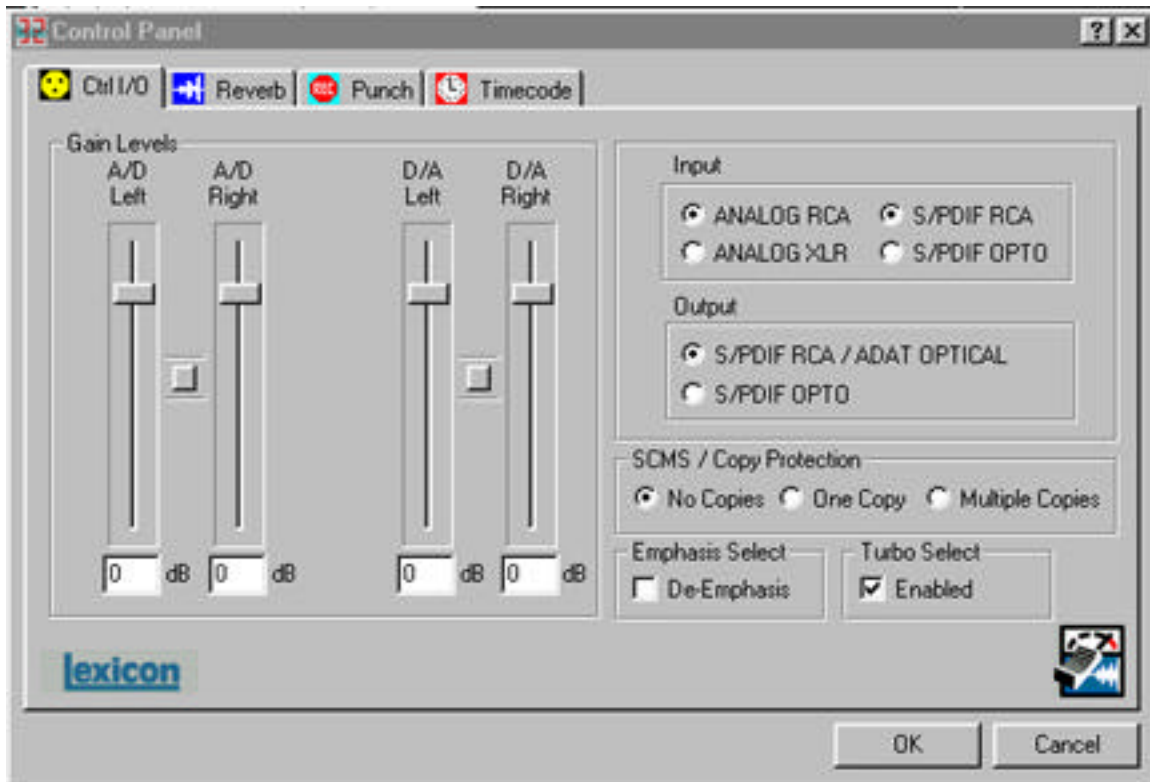 32 Control Panel
Ctrl I/O
Reverb
REC
Punch
Timecode
Gain Levels
A/D Left
A/D Right
D/A Left
D/A Right
0 dB
0 dB
0 dB
0 dB
Input
ANALOG RCA
S/PDIF RCA
ANALOG XLR
S/PDIF OPTO
Output
S/PDIF RCA / ADAT OPTICAL
S/PDIF OPTO
SCMS / Copy Protection
No Copies
One Copy
Multiple Copies
Emphasis Select
De-Emphasis
Turbo Select
Enabled
lexicon
OK
Cancel